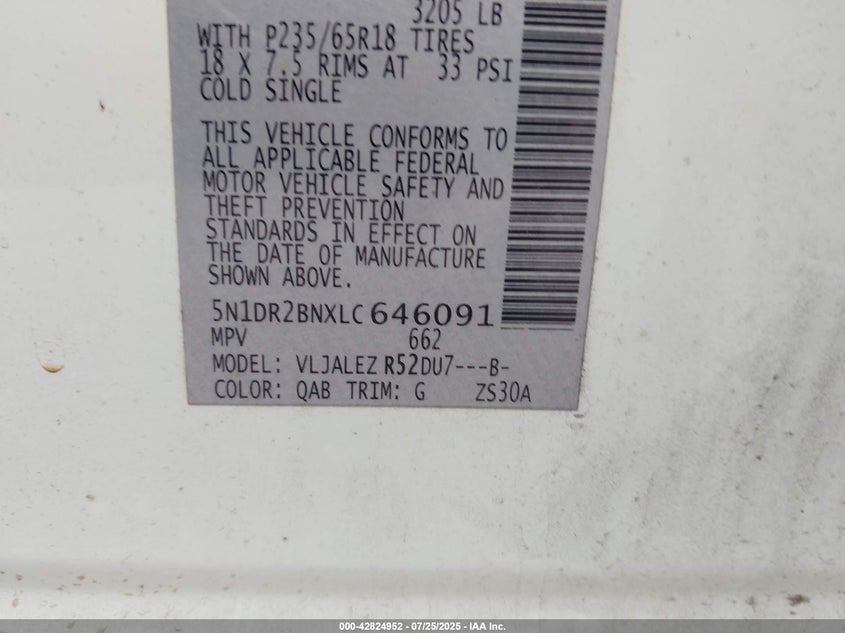 3205 LB
WITH P235/65R18 TIRES
18 X 7.5 RIMS AT 33 PSI
COLD SINGLE
THIS VEHICLE CONFORMS TO
ALL APPLICABLE FEDERAL
MOTOR VEHICLE SAFETY AND
THEFT PREVENTION
STANDARDS IN EFFECT ON
THE DATE OF MANUFACTURE
SHOWN ABOVE.
5N1DR2BNXLC646091
MPV 662
MODEL: VLJALEZ R52DU7---B-
COLOR: QAB TRIM: G ZS30A
000-42824952 - 07/25/2025 - IAA Inc.